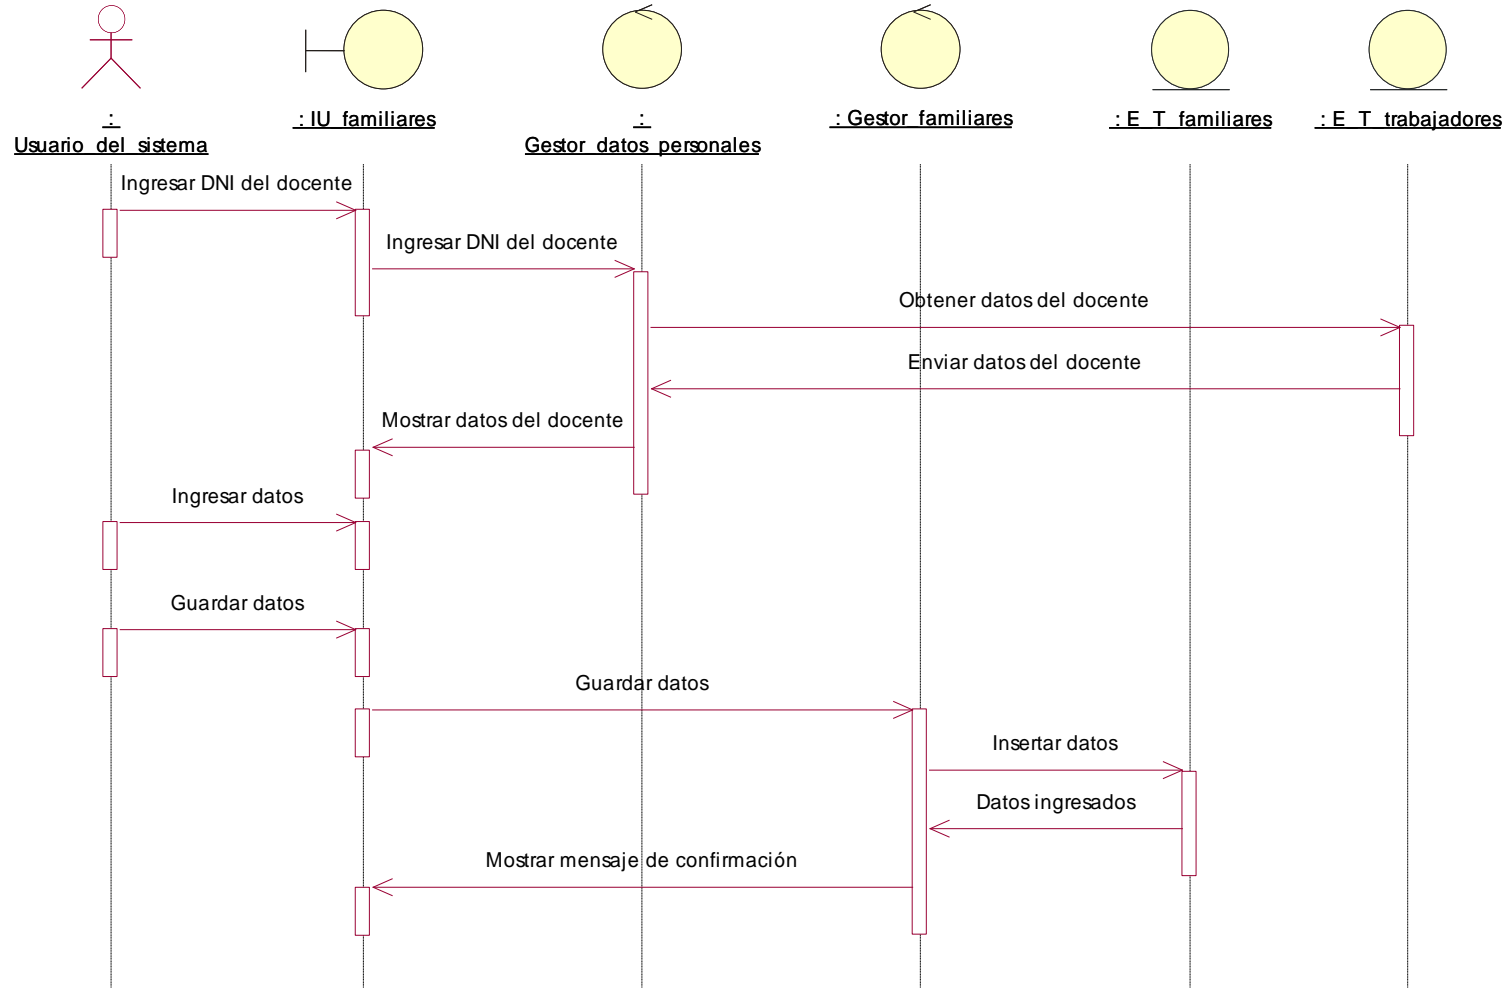 : IU_familiares
: Gestor_familiares
: E_T_familiares
: E_T_trabajadores
:
Usuario_del_sistema
:
Gestor_datos_personales
Ingresar DNI del docente
Ingresar DNI del docente
Obtener datos del docente
Enviar datos del docente
Mostrar datos del docente
Ingresar datos
Guardar datos
Guardar datos
Insertar datos
Datos ingresados
Mostrar mensaje de confirmación